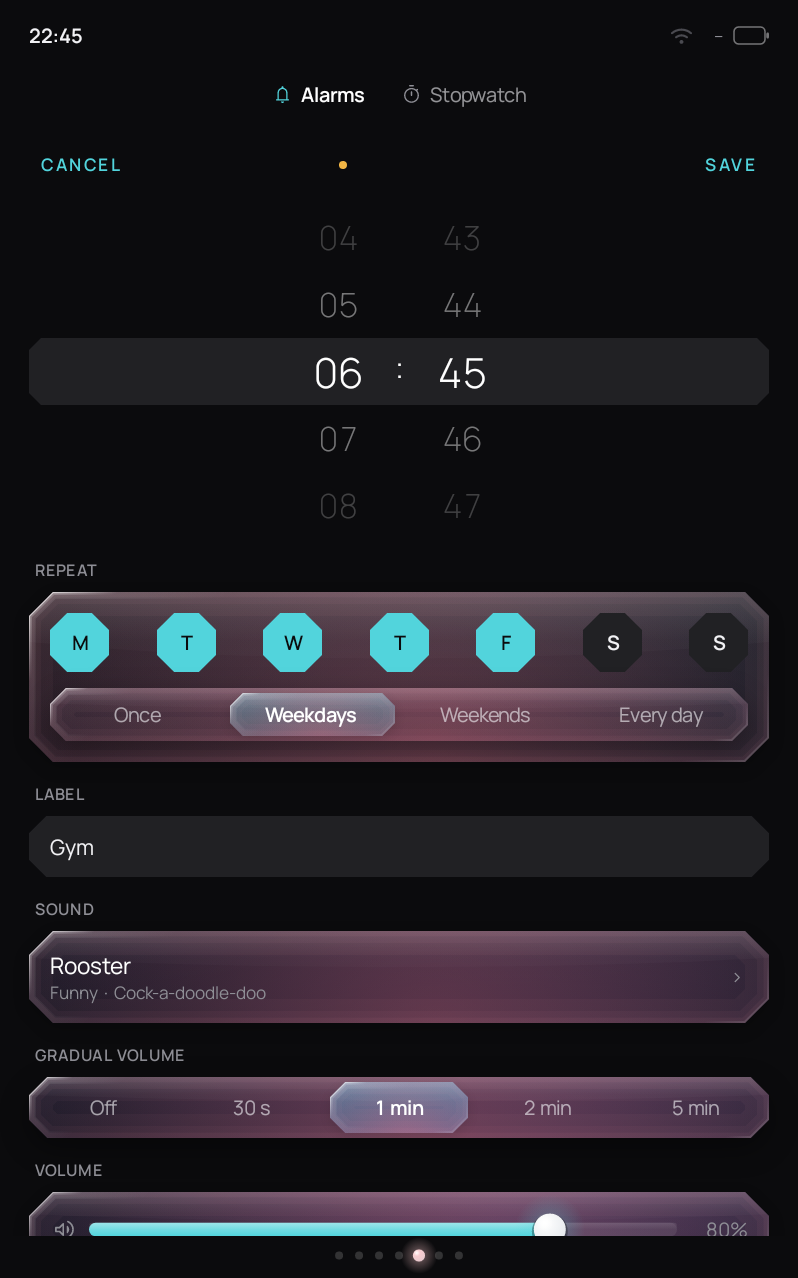 22:45
Alarms Stopwatch
CANCEL SAVE
04 43
05 44
06 : 45
07 46
08 47
REPEAT
M T W T F S S
Once Weekdays Weekends Every day
LABEL
Gym
SOUND
Rooster
Funny · Cock-a-doodle-doo
GRADUAL VOLUME
Off 30 s 1 min 2 min 5 min
VOLUME
80%